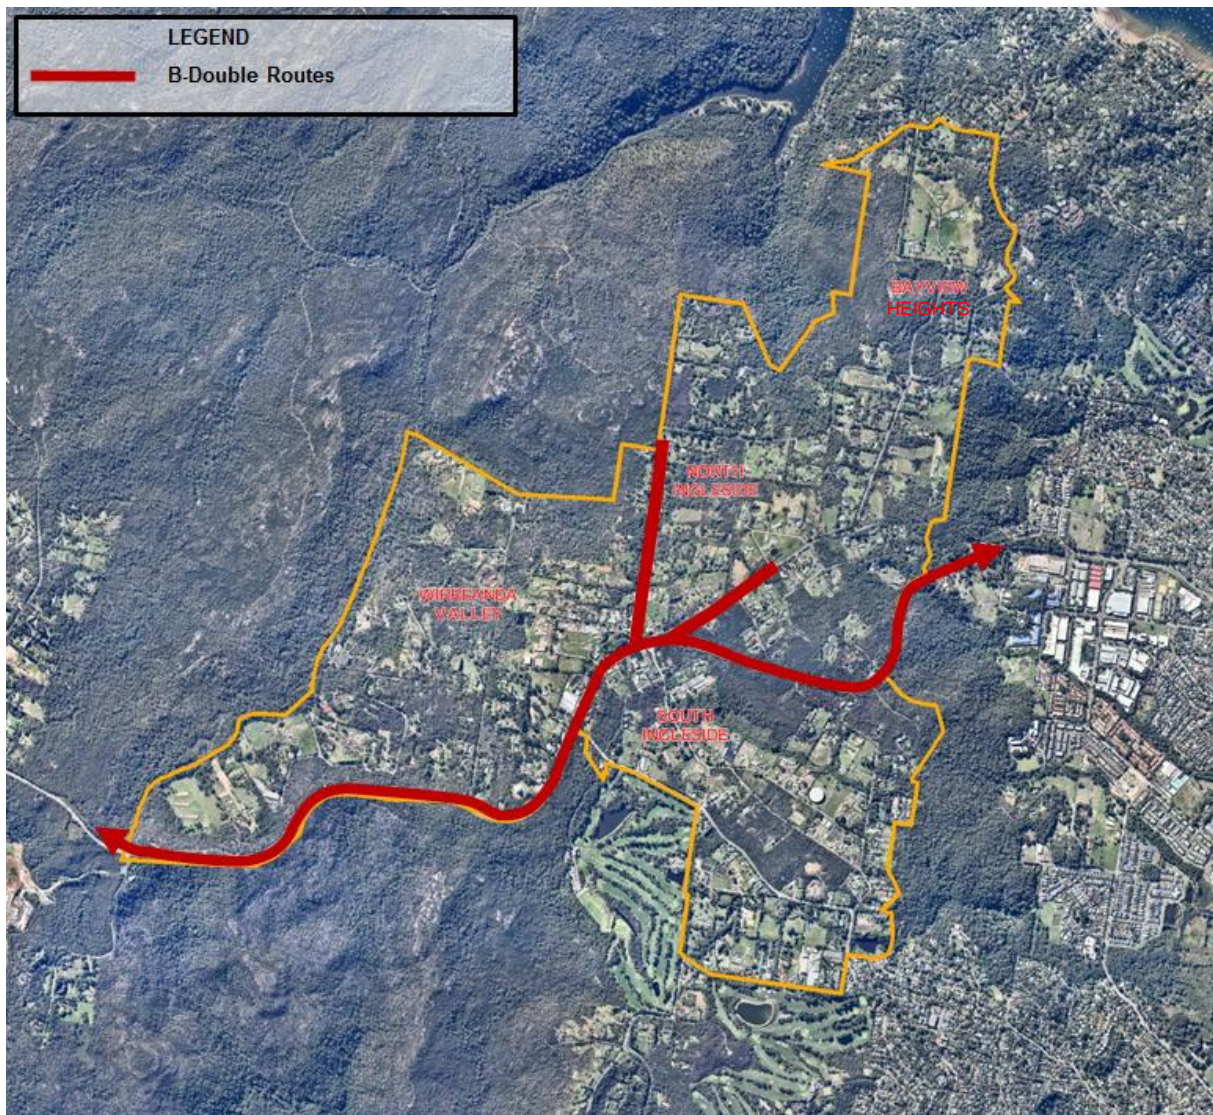 LEGEND
B-Double Routes
BAYVIEW
HEIGHTS
NORTH
INGLESIDE
WIRREANDA
VALLEY
SOUTH
INGLESIDE